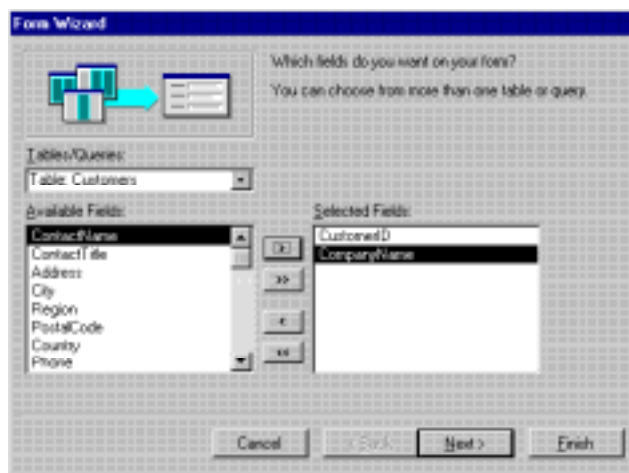 Form Wizard
Which fields do you want on your form?
You can choose from more than one table or query.
Tables/Queries:
Table: Customers
Available Fields:
Selected Fields:
ContactName
ContactTitle
Address
City
Region
PostalCode
Country
Phone
>
>>
<
<<
CustomerID
CompanyName
Cancel
< Back
Next >
Finish